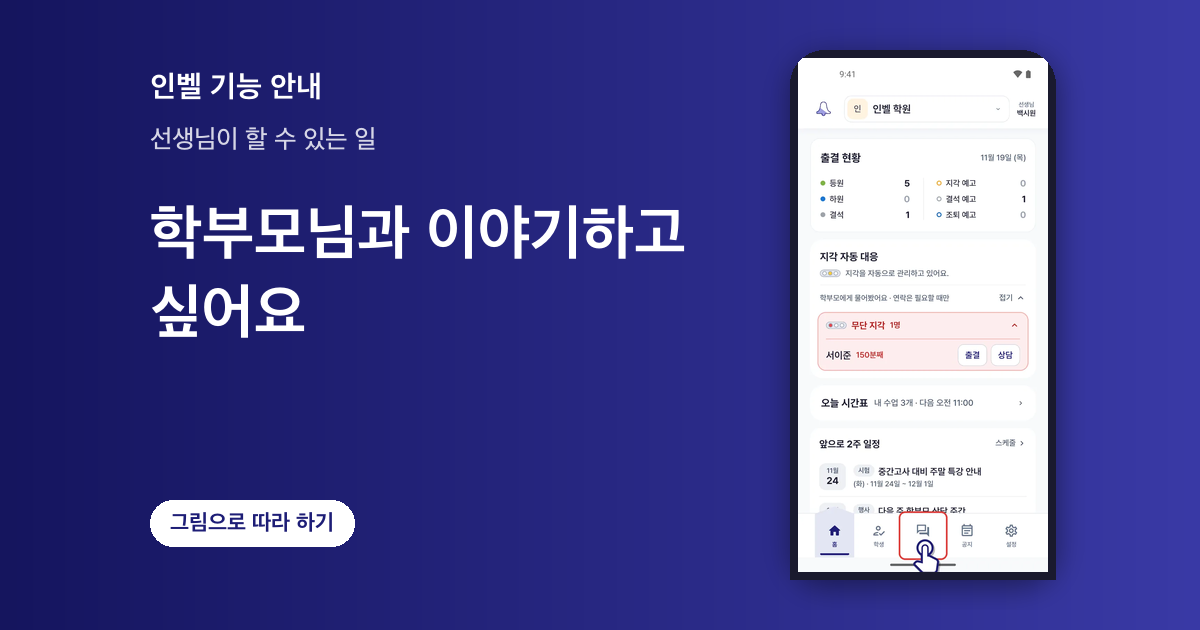 인벨 기능 안내
선생님이 할 수 있는 일
학부모님과 이야기하고
싶어요
그림으로 따라 하기
9:41
인 인벨 학원
선생님
백시원
출결 현황 11월 19일 (목)
등원 5 지각 예고 0
하원 0 결석 예고 1
결석 1 조퇴 예고 0
지각 자동 대응
지각을 자동으로 관리하고 있어요.
학부모에게 물어봤어요 · 연락은 필요할 때만 접기
무단 지각 1명
서이준 150분째 출결 상담
오늘 시간표 내 수업 3개 · 다음 오전 11:00
앞으로 2주 일정 스케줄
11월
24
시험 중간고사 대비 주말 특강 안내
(화) · 11월 24일 ~ 12월 1일
행사 다음 주 학부모 상담 주간
홈 학생 공지 설정